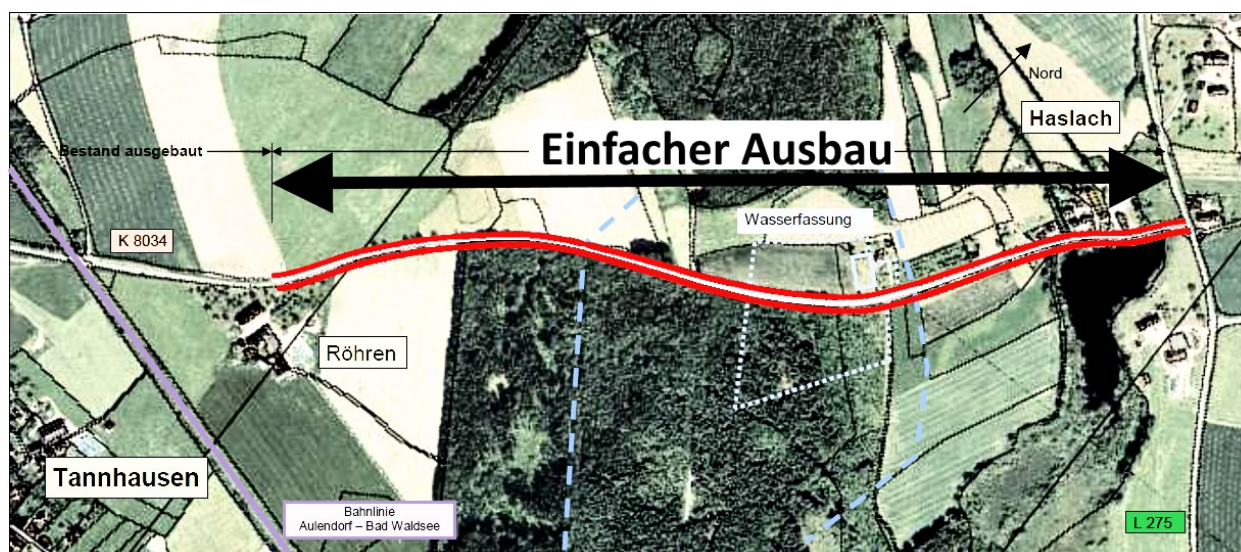 Nord
Haslach
Einfacher Ausbau
Bestand ausgebaut
Wasserfassung
K 8034
Röhren
Tannhausen
Bahnlinie
Aulendorf – Bad Waldsee
L 275